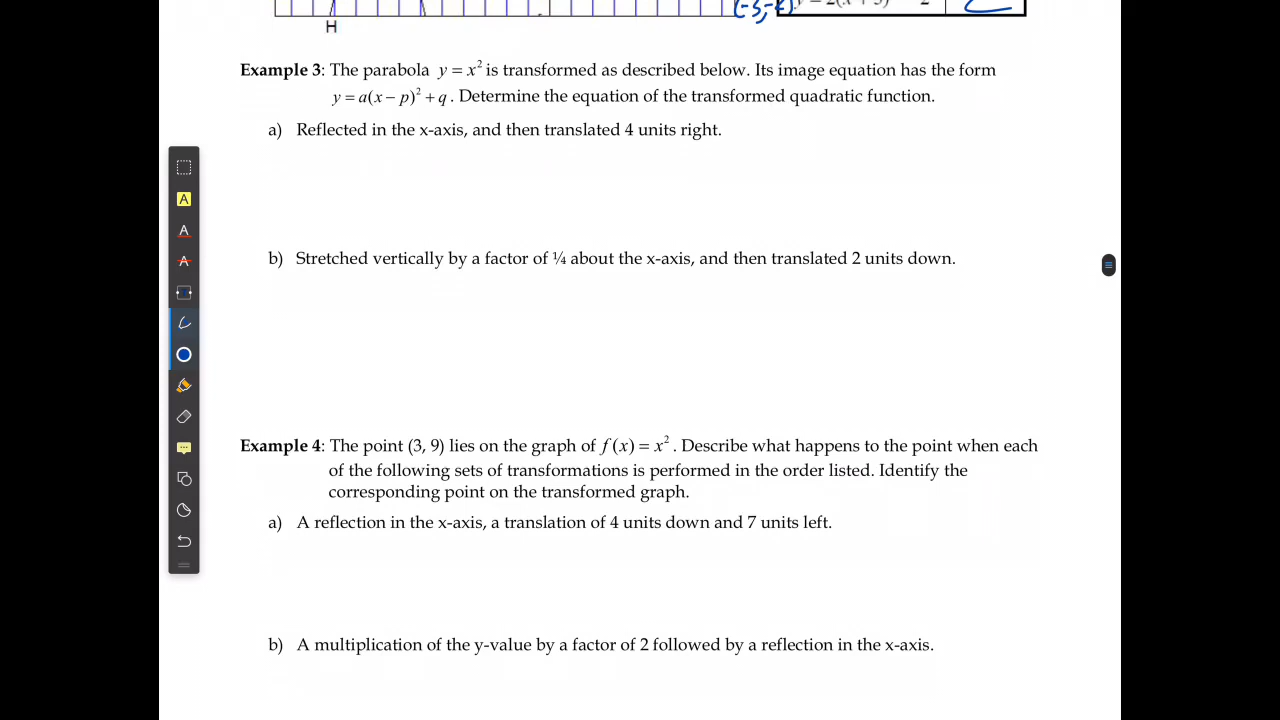 H
Example 3: The parabola y = x² is transformed as described below. Its image equation has the form
y = a(x − p)² + q. Determine the equation of the transformed quadratic function.
a) Reflected in the x-axis, and then translated 4 units right.
b) Stretched vertically by a factor of ¼ about the x-axis, and then translated 2 units down.
Example 4: The point (3, 9) lies on the graph of f(x) = x². Describe what happens to the point when each
of the following sets of transformations is performed in the order listed. Identify the
corresponding point on the transformed graph.
a) A reflection in the x-axis, a translation of 4 units down and 7 units left.
b) A multiplication of the y-value by a factor of 2 followed by a reflection in the x-axis.
A
A
A